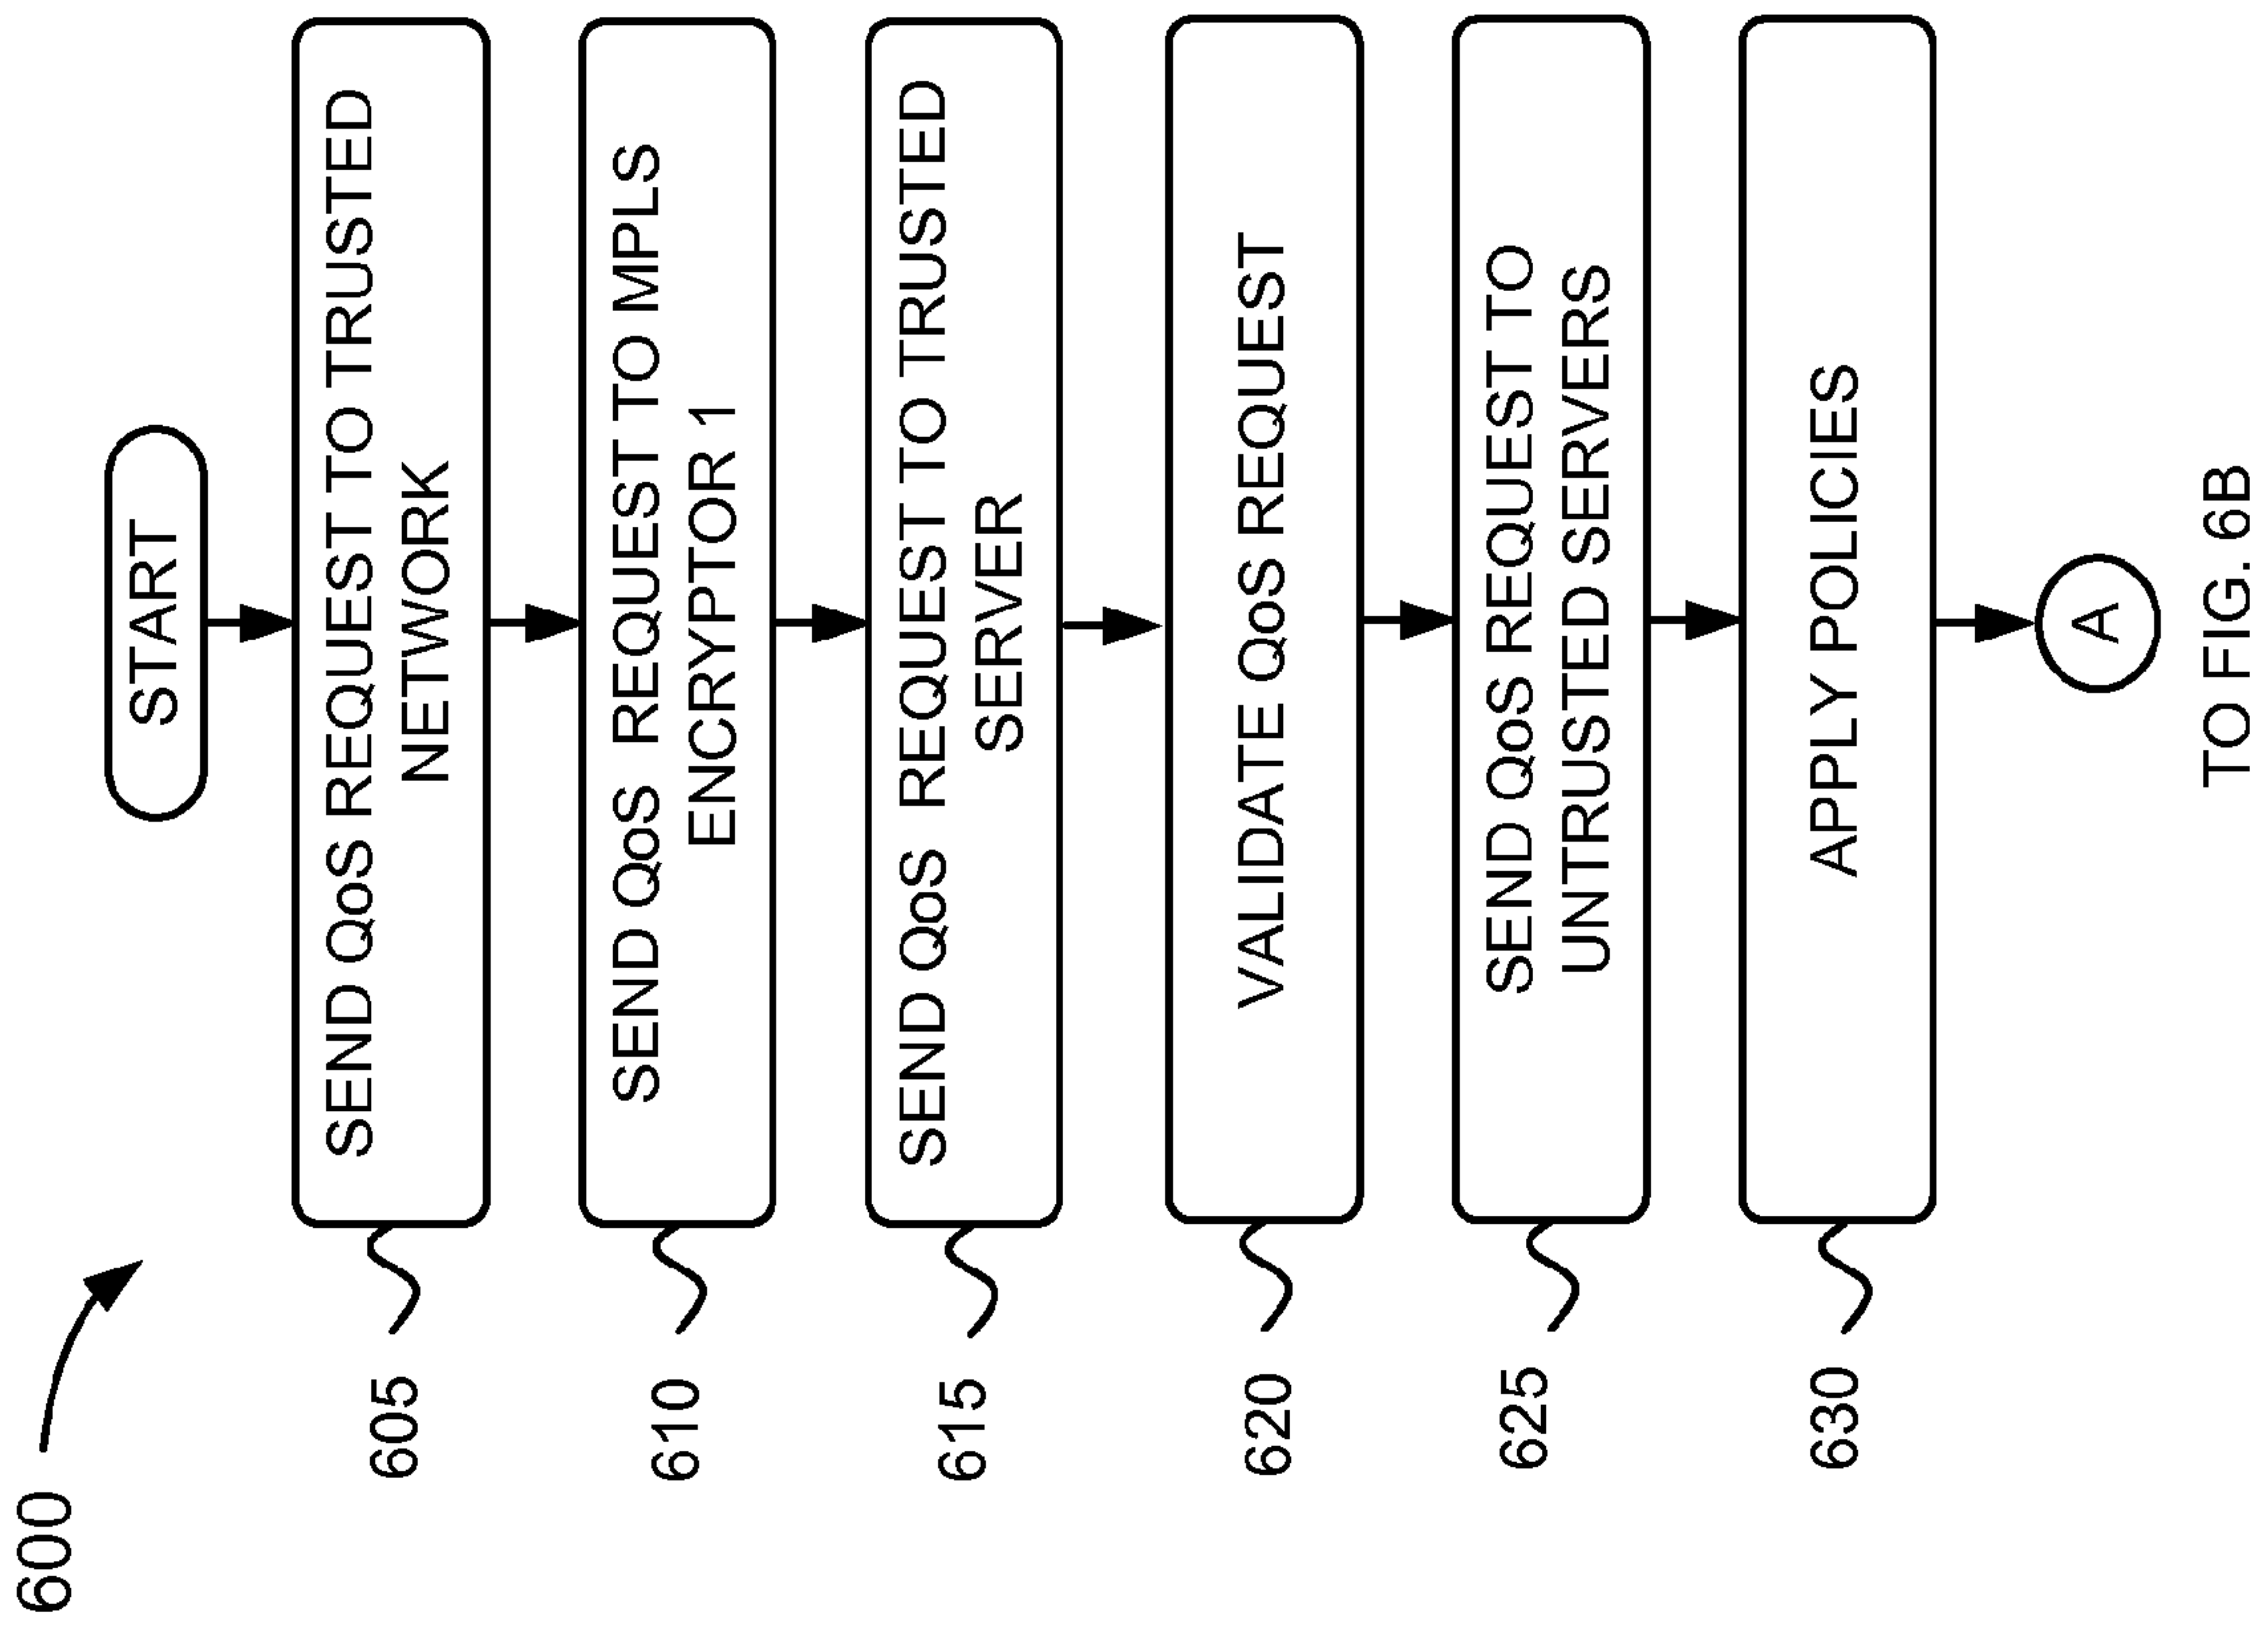 600
START
605
SEND QoS REQUEST TO TRUSTED
NETWORK
610
SEND QoS REQUEST TO MPLS
ENCRYPTOR 1
615
SEND QoS REQUEST TO TRUSTED
SERVER
620
VALIDATE QoS REQUEST
625
SEND QoS REQUEST TO
UNTRUSTED SERVERS
630
APPLY POLICIES
A
TO FIG. 6B